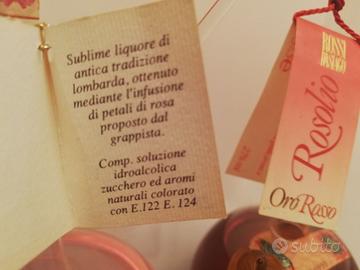 Sublime liquore di
antica tradizione
lombarda, ottenuto
mediante l'infusione
di petali di rosa
proposto dal
grappista.
Comp. soluzione
idroalcolica
zucchero ed aromi
naturali colorato
con E.122 E. 124
ROSSI
D'ASIAGO
Rosolio
Oro Rosso
subito